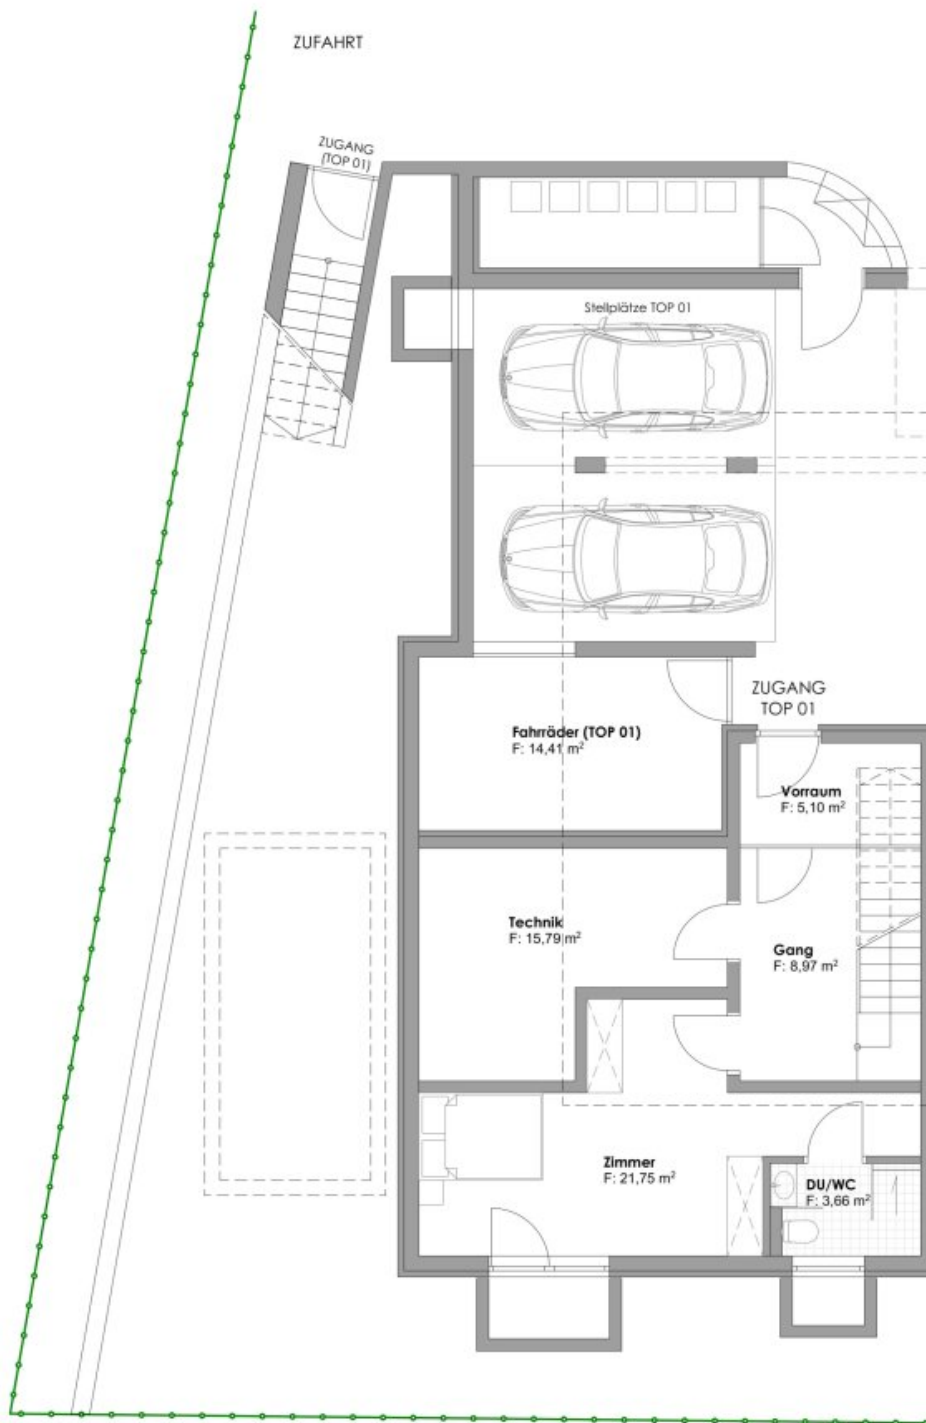 ZUFAHRT
ZUGANG
(TOP 01)
Stellplätze TOP 01
ZUGANG
TOP 01
Fahrräder (TOP 01)
F: 14,41 m²
Vorraum
F: 5,10 m²
Technik
F: 15,79 m²
Gang
F: 8,97 m²
Zimmer
F: 21,75 m²
DU/WC
F: 3,66 m²